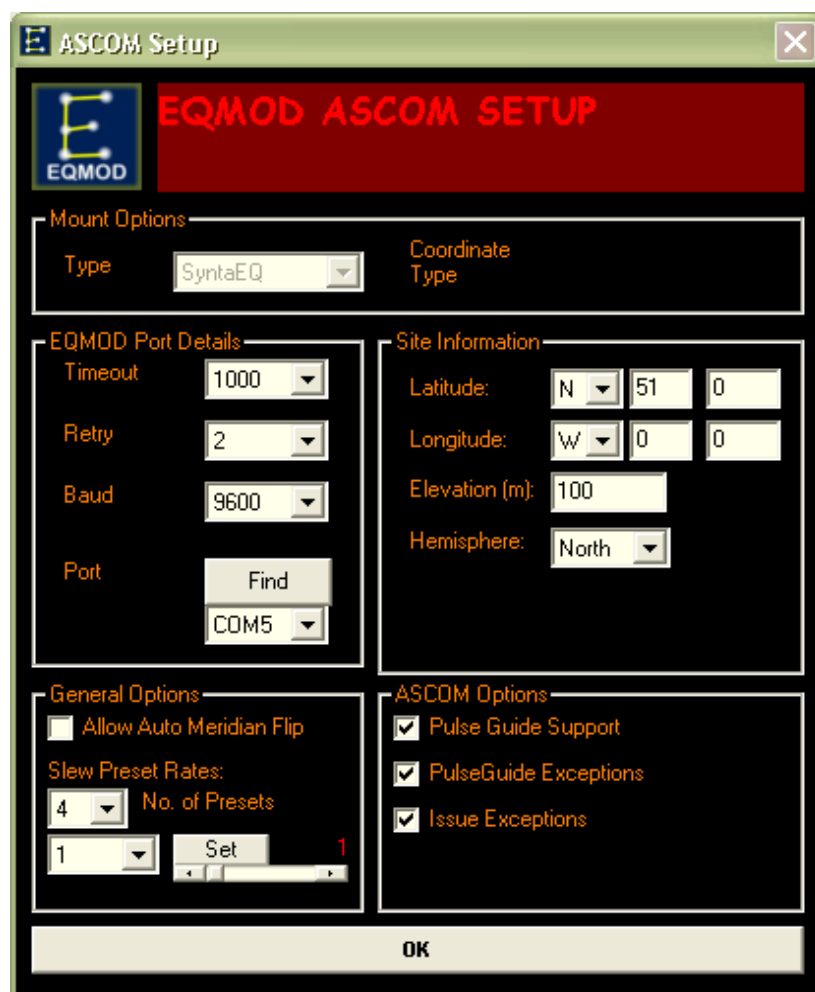 ASCOM Setup
EQMOD
EQMOD ASCOM SETUP
Mount Options
Type
SyntaEQ
Coordinate
Type
EQMOD Port Details
Timeout
1000
Retry
2
Baud
9600
Port
Find
COM5
Site Information
Latitude:
N
51
0
Longitude:
W
0
0
Elevation (m):
100
Hemisphere:
North
General Options
Allow Auto Meridian Flip
Slew Preset Rates:
4
No. of Presets
1
Set
1
ASCOM Options
Pulse Guide Support
PulseGuide Exceptions
Issue Exceptions
OK